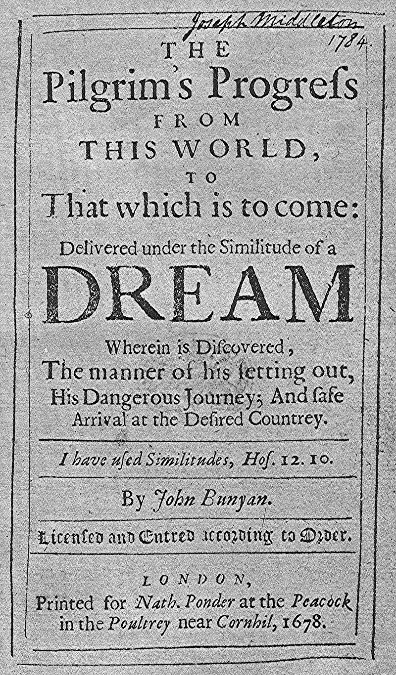 Joseph Middleton
1784.
THE
Pilgrim's Progreſs
FROM
THIS WORLD,
TO
That which is to come:
Delivered under the Similitude of a
DREAM
Wherein is Diſcovered,
The manner of his ſetting out,
His Dangerous Journey; And ſafe
Arrival at the Deſired Countrey.
I have uſed Similitudes, Hoſ. 12. 10.
By John Bunyan.
Licenſed and Entred according to Order.
LONDON,
Printed for Nath. Ponder at the Peacock
in the Poultrey near Cornhil, 1678.